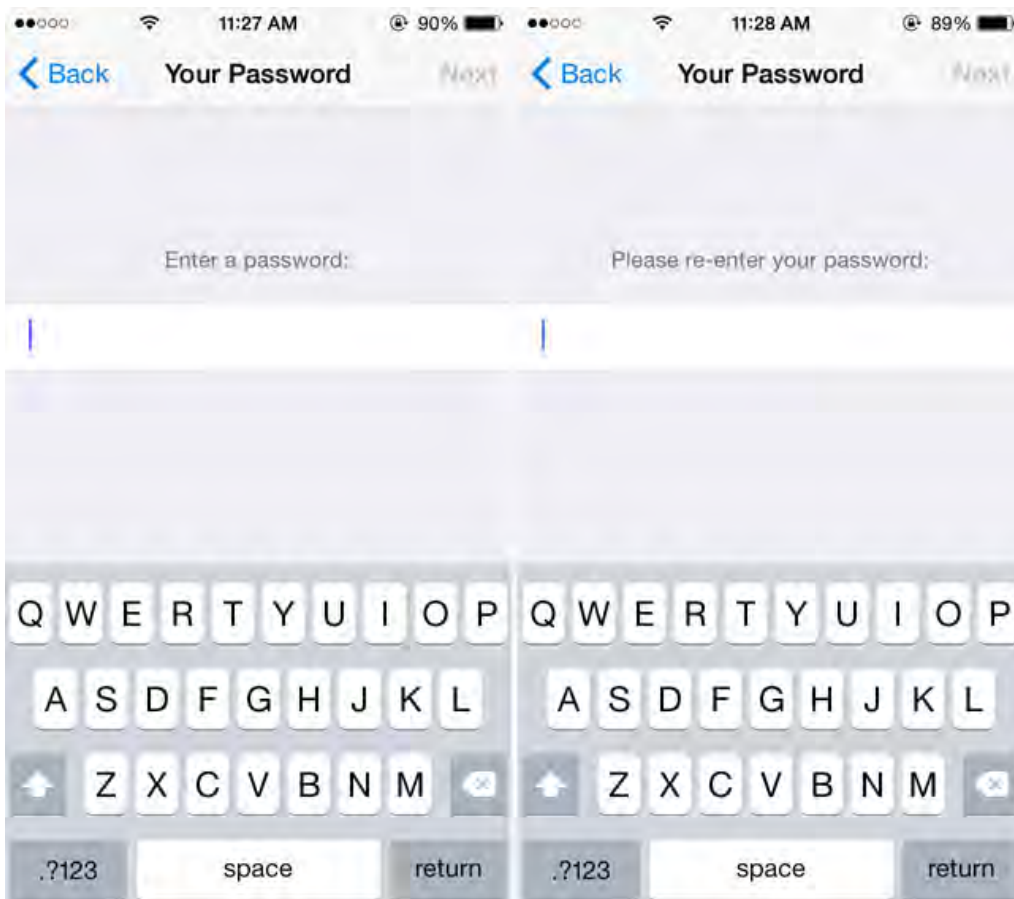 11:27 AM 90%
Back Your Password Next
Enter a password:
Q W E R T Y U I O P
A S D F G H J K L
Z X C V B N M
.?123 space return
11:28 AM 89%
Back Your Password Next
Please re-enter your password:
Q W E R T Y U I O P
A S D F G H J K L
Z X C V B N M
.?123 space return